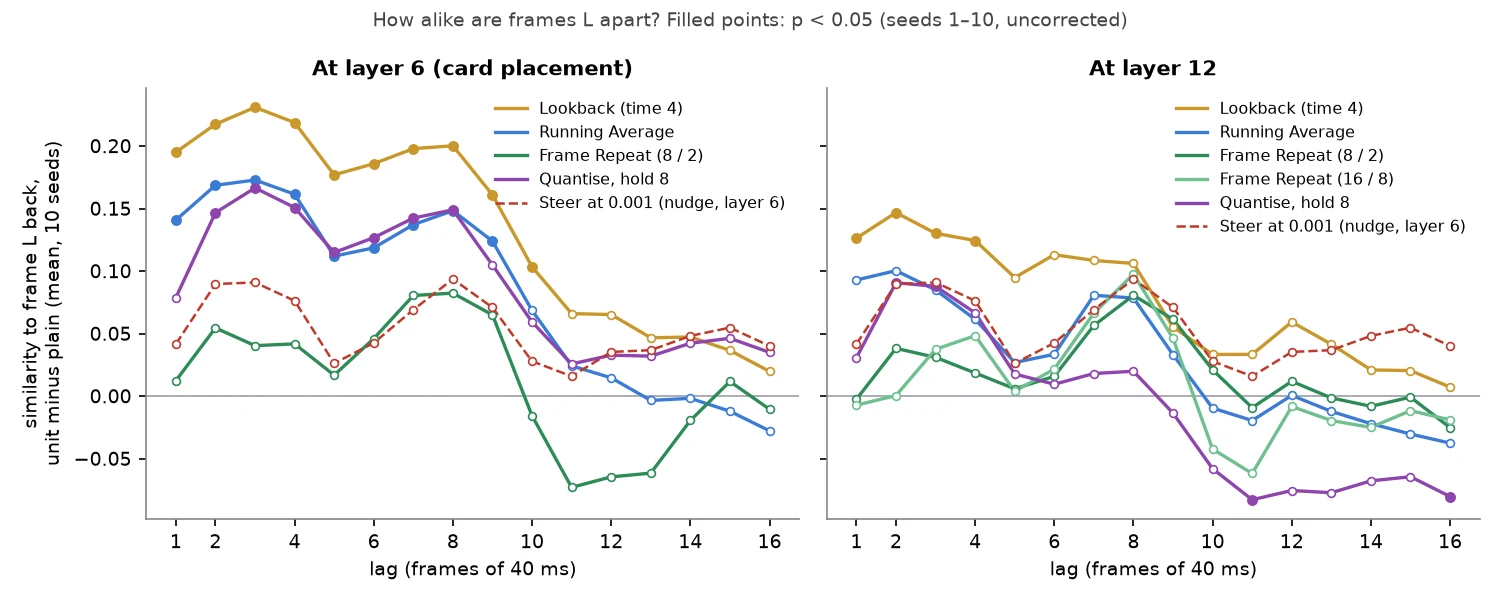 How alike are frames L apart? Filled points: p < 0.05 (seeds 1–10, uncorrected)
At layer 6 (card placement)
similarity to frame L back,
unit minus plain (mean, 10 seeds)
0.20
0.15
0.10
0.05
0.00
−0.05
Lookback (time 4)
Running Average
Frame Repeat (8 / 2)
Quantise, hold 8
Steer at 0.001 (nudge, layer 6)
1 2 4 6 8 10 12 14 16
lag (frames of 40 ms)
At layer 12
Lookback (time 4)
Running Average
Frame Repeat (8 / 2)
Frame Repeat (16 / 8)
Quantise, hold 8
Steer at 0.001 (nudge, layer 6)
1 2 4 6 8 10 12 14 16
lag (frames of 40 ms)